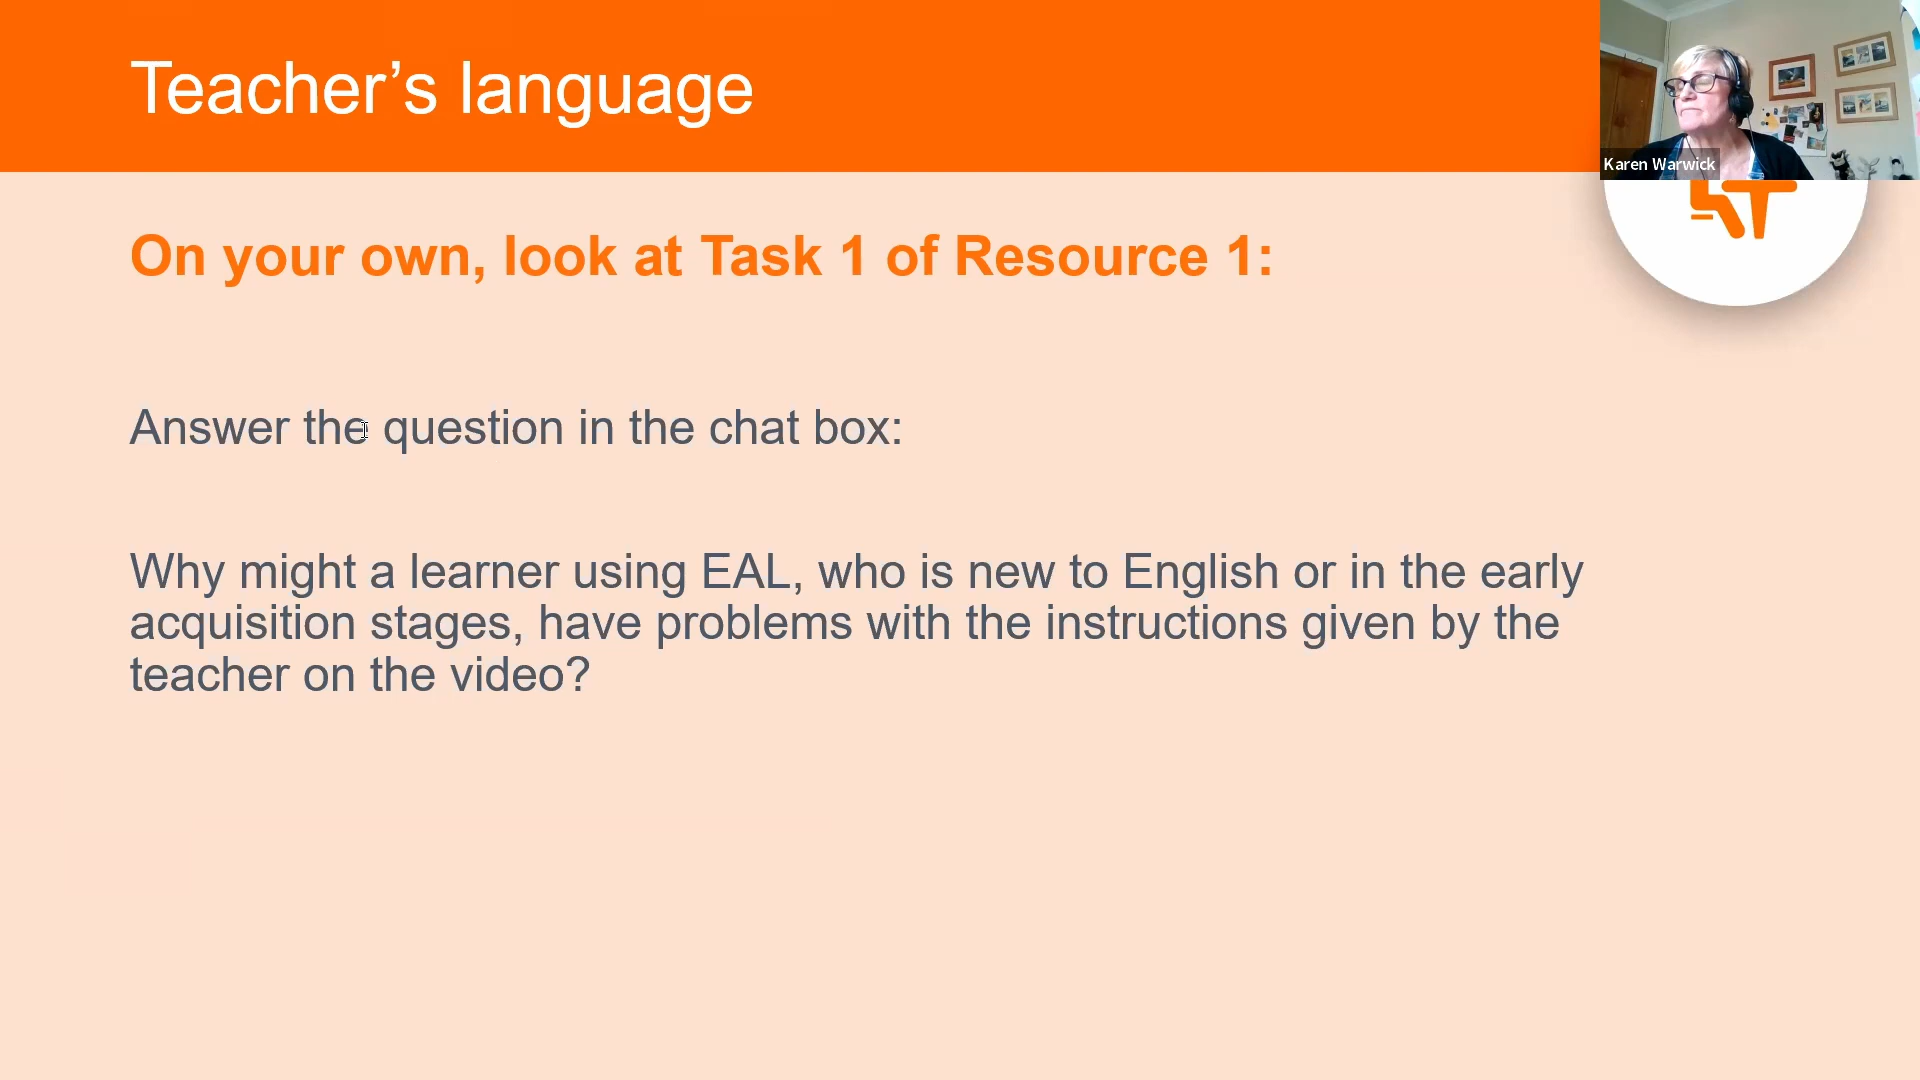 Teacher’s language
Karen Warwick
On your own, look at Task 1 of Resource 1:
Answer the question in the chat box:
Why might a learner using EAL, who is new to English or in the early
acquisition stages, have problems with the instructions given by the
teacher on the video?